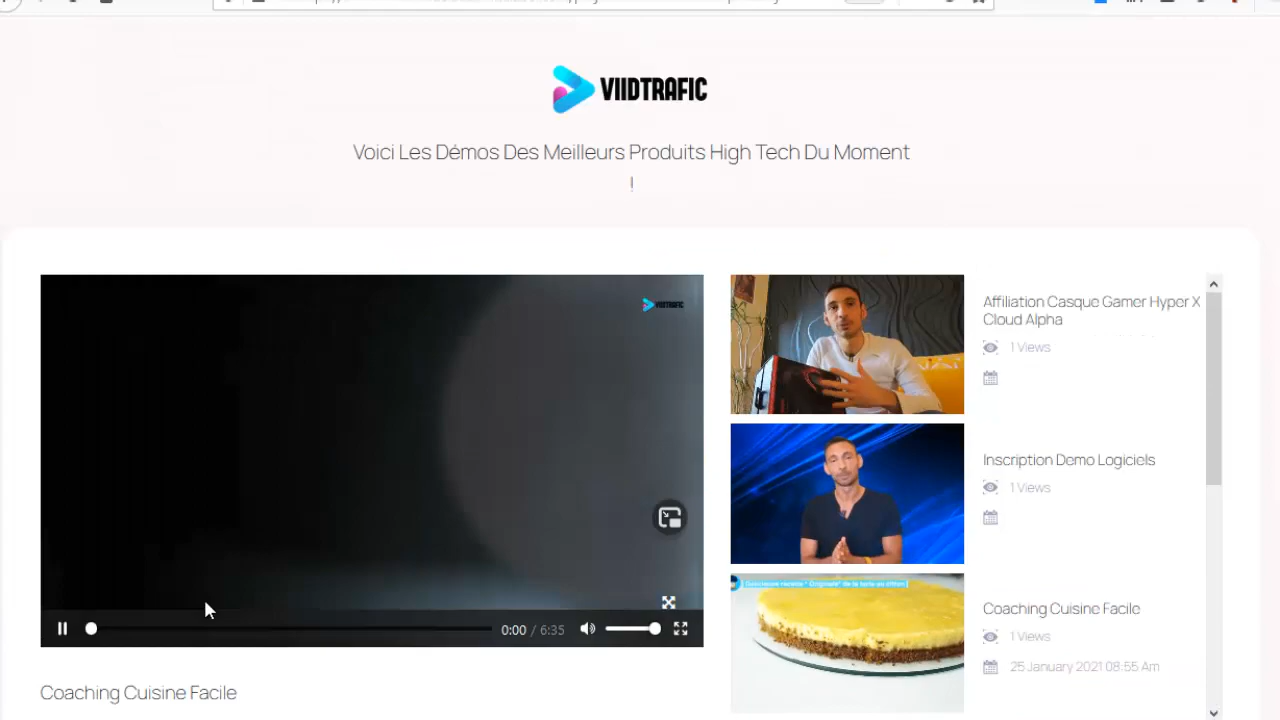 VIIDTRAFIC
Voici Les Démos Des Meilleurs Produits High Tech Du Moment
!
VIIDTRAFIC
0:00 / 6:35
Coaching Cuisine Facile
Affiliation Casque Gamer Hyper X
Cloud Alpha
1 Views
Inscription Demo Logiciels
1 Views
Coaching Cuisine Facile
1 Views
25 January 2021 08:55 Am